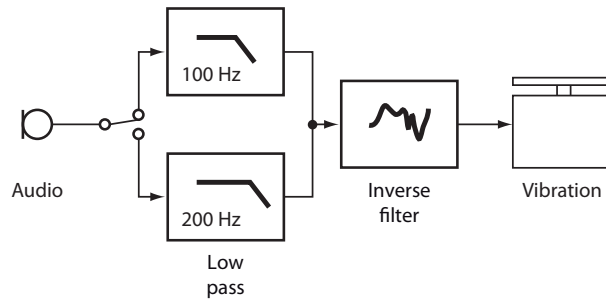 100 Hz
200 Hz
Audio
Low
pass
Inverse
filter
Vibration